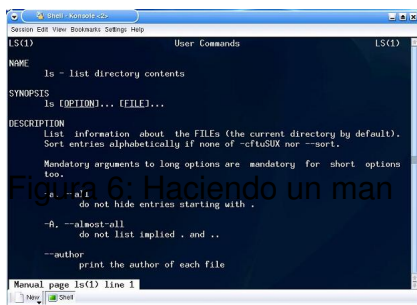 Shell - Konsole <2>
Session Edit View Bookmarks Settings Help
LS(1) User Commands LS(1)
NAME
ls - list directory contents
SYNOPSIS
ls [OPTION]... [FILE]...
DESCRIPTION
List information about the FILEs (the current directory by default).
Sort entries alphabetically if none of -cftuSUX nor --sort.
Mandatory arguments to long options are mandatory for short options
too.
Figura 6: Haciendo un man
-a, --all
do not hide entries starting with .
-A, --almost-all
do not list implied . and ..
--author
print the author of each file
Manual page ls(1) line 1
New Shell